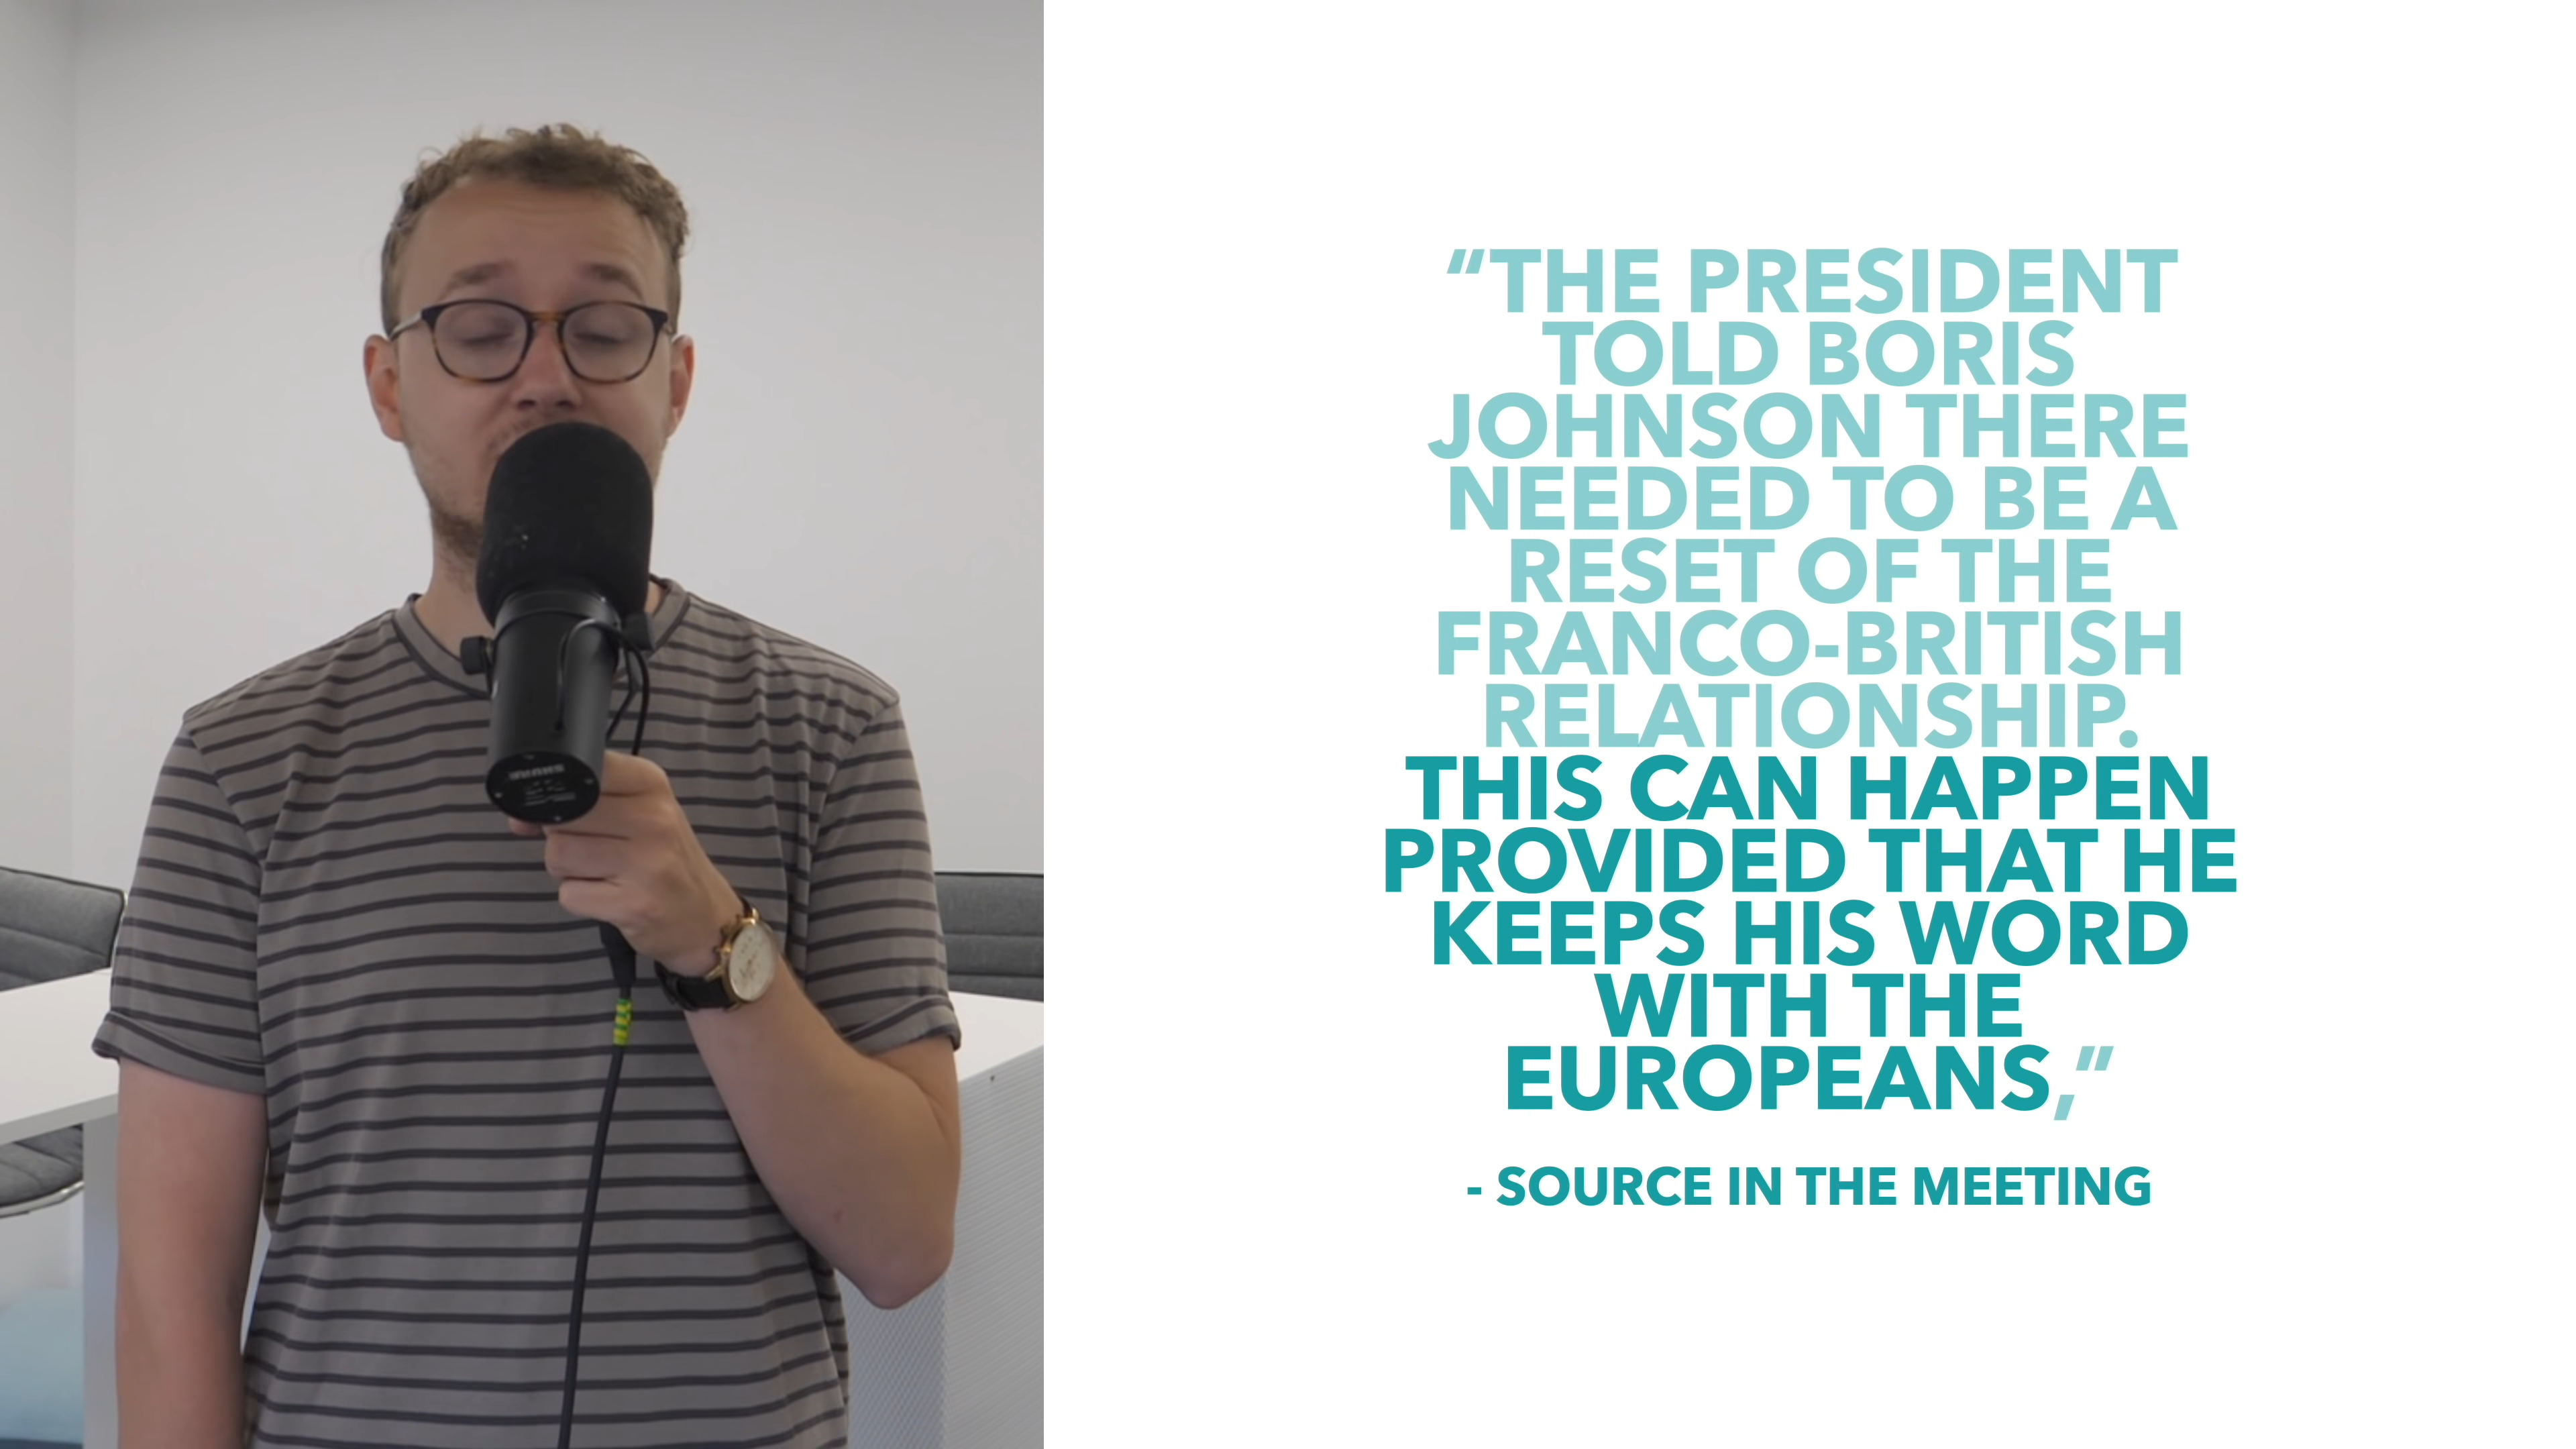 “THE PRESIDENT
TOLD BORIS
JOHNSON THERE
NEEDED TO BE A
RESET OF THE
FRANCO-BRITISH
RELATIONSHIP.
THIS CAN HAPPEN
PROVIDED THAT HE
KEEPS HIS WORD
WITH THE
EUROPEANS,”
- SOURCE IN THE MEETING